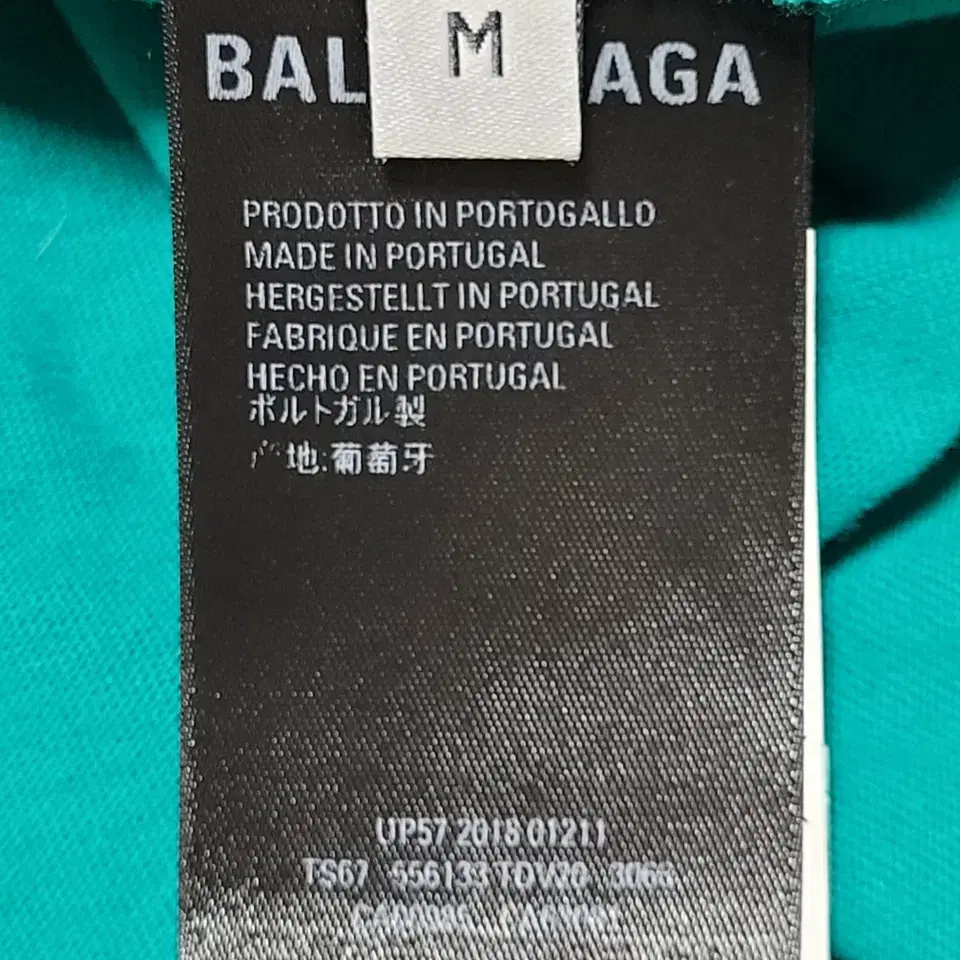 M
BAL AGA
PRODOTTO IN PORTOGALLO
MADE IN PORTUGAL
HERGESTELLT IN PORTUGAL
FABRIQUE EN PORTUGAL
HECHO EN PORTUGAL
ポルトガル製
地:葡萄牙
UP57 2018 01211
TS67 556133 TDV20